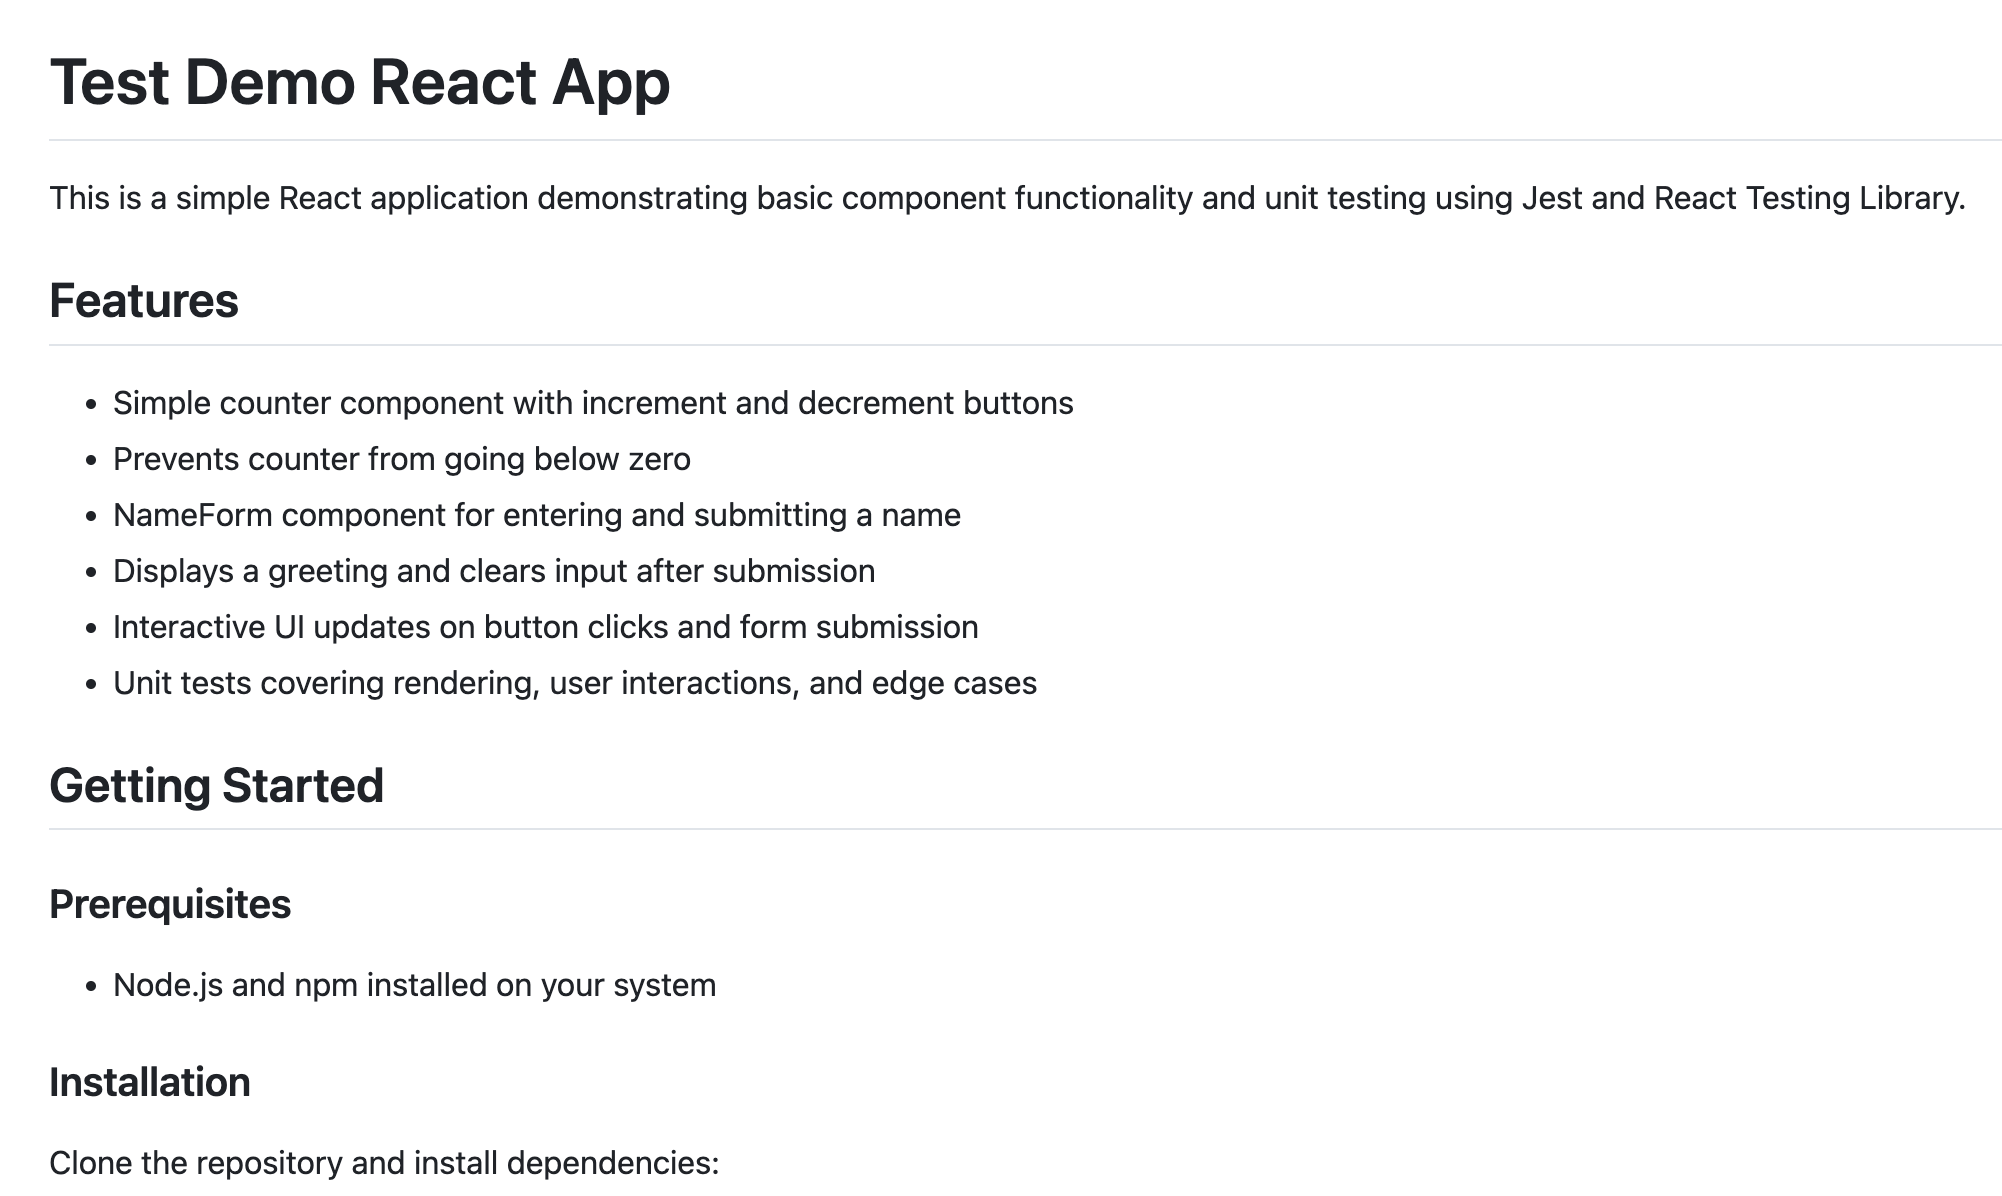 Test Demo React App
This is a simple React application demonstrating basic component functionality and unit testing using Jest and React Testing Library.
Features
• Simple counter component with increment and decrement buttons
• Prevents counter from going below zero
• NameForm component for entering and submitting a name
• Displays a greeting and clears input after submission
• Interactive UI updates on button clicks and form submission
• Unit tests covering rendering, user interactions, and edge cases
Getting Started
Prerequisites
• Node.js and npm installed on your system
Installation
Clone the repository and install dependencies: